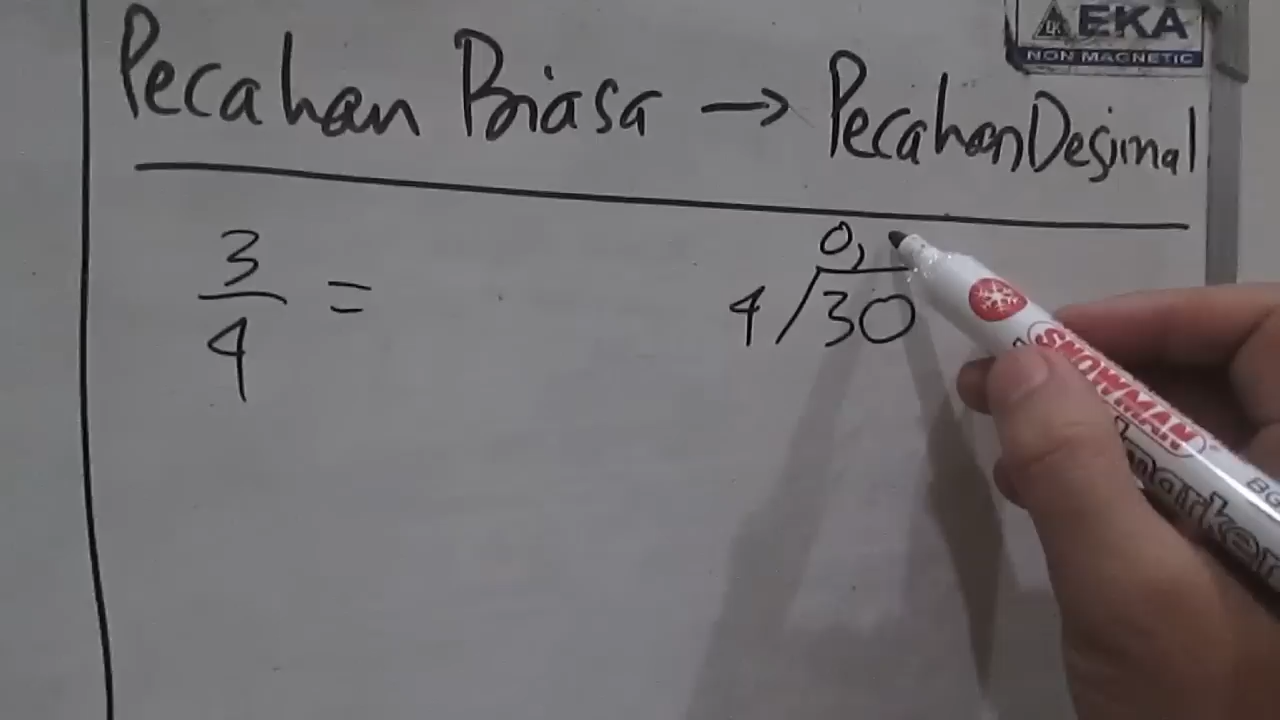 EKA
NON MAGNETIC
Pecahan Biasa → Pecahan Desimal
3
4
=
0,
4/30
SNOWMAN
marker